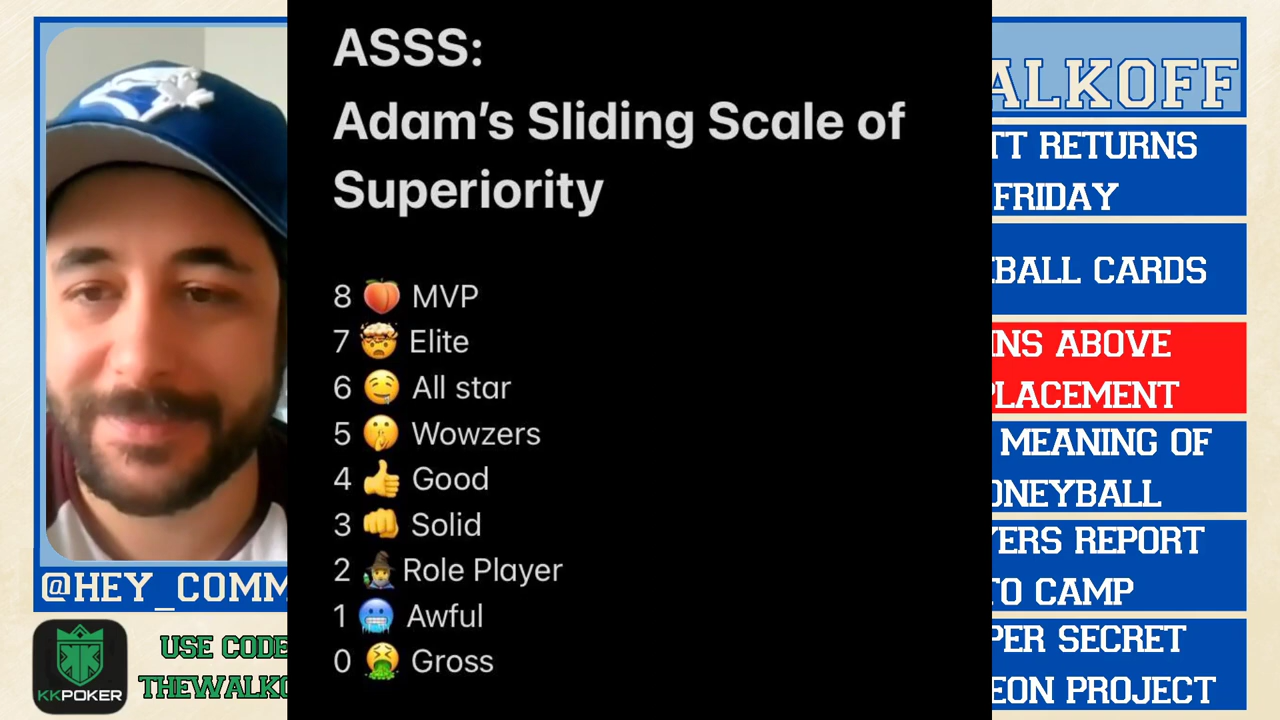 ASSS:
Adam's Sliding Scale of
Superiority
8 🍑 MVP
7 🤯 Elite
6 🤤 All star
5 🤫 Wowzers
4 👍 Good
3 👊 Solid
2 🧙‍♂️ Role Player
1 🥶 Awful
0 🤮 Gross
@HEY_COMM
USE CODE
THEWALKO
KKPOKER
ALKOFF
TT RETURNS
FRIDAY
BALL CARDS
NS ABOVE
PLACEMENT
MEANING OF
ONEYBALL
YERS REPORT
TO CAMP
PER SECRET
EON PROJECT